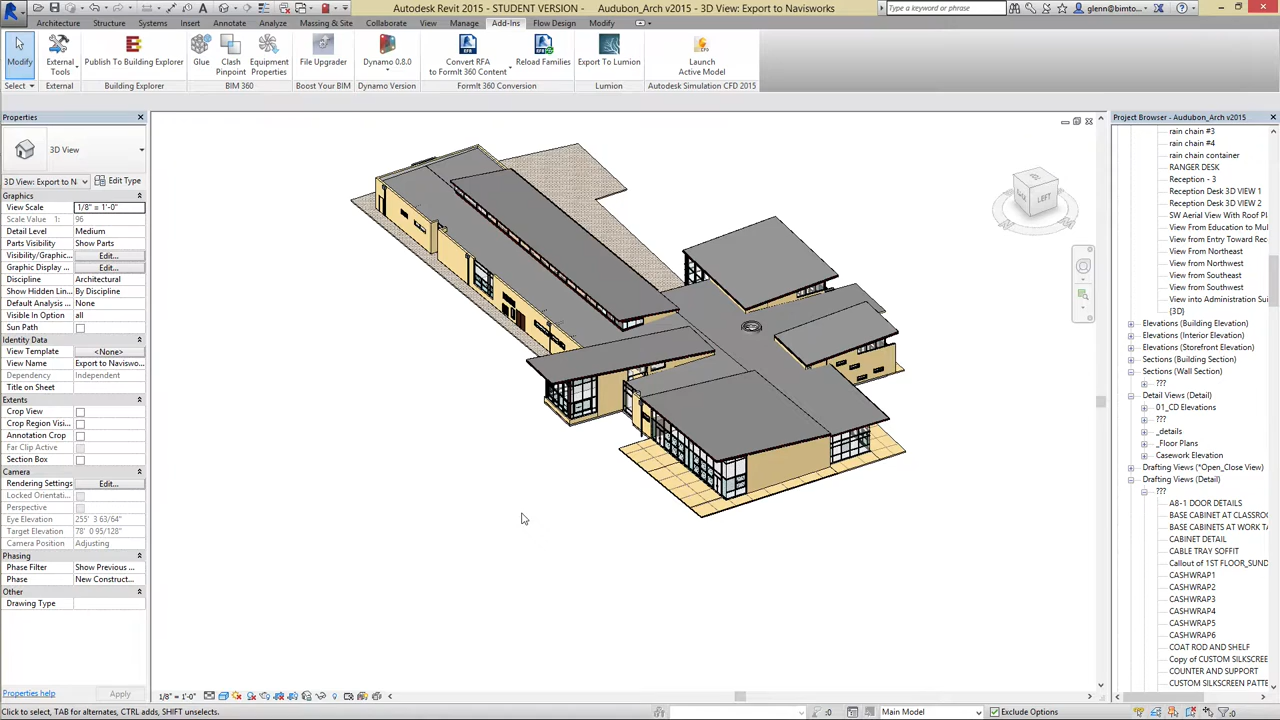 Autodesk Revit 2015 - STUDENT VERSION - Audubon_Arch v2015 - 3D View: Export to Navisworks
Type a keyword or phrase
glenn@bimto...
Architecture Structure Systems Insert Annotate Analyze Massing & Site Collaborate View Manage Add-Ins Flow Design Modify
Modify
External
Tools
Publish To Building Explorer
Glue
Clash
Pinpoint
Equipment
Properties
File Upgrader
Dynamo 0.8.0
Convert RFA
to FormIt 360 Content
Reload Families
Export To Lumion
Launch
Active Model
Select External Building Explorer BIM 360 Boost Your BIM Dynamo Version FormIt 360 Conversion Lumion Autodesk Simulation CFD 2015
Properties
3D View
3D View: Export to N Edit Type
Graphics
View Scale 1/8" = 1'-0"
Scale Value 1: 96
Detail Level Medium
Parts Visibility Show Parts
Visibility/Graphic... Edit...
Graphic Display ... Edit...
Discipline Architectural
Show Hidden Lin... By Discipline
Default Analysis ... None
Visible In Option all
Sun Path
Identity Data
View Template <None>
View Name Export to Naviswo...
Dependency Independent
Title on Sheet
Extents
Crop View
Crop Region Visi...
Annotation Crop
Far Clip Active
Section Box
Camera
Rendering Settings Edit...
Locked Orientati...
Perspective
Eye Elevation 255' 3 63/64"
Target Elevation 78' 0 95/128"
Camera Position Adjusting
Phasing
Phase Filter Show Previous ...
Phase New Construct...
Other
Drawing Type
Properties help Apply
LEFT
Project Browser - Audubon_Arch v2015
rain chain #3
rain chain #4
rain chain container
RANGER DESK
Reception - 3
Reception Desk 3D VIEW 1
Reception Desk 3D VIEW 2
SW Aerial View With Roof Pl
View From Education to Mu
View from Entry Toward Rec
View from Northeast
View from Northwest
View from Southeast
View from Southwest
View into Administration Sui
{3D}
Elevations (Building Elevation)
Elevations (Interior Elevation)
Elevations (Storefront Elevation)
Sections (Building Section)
Sections (Wall Section)
???
Detail Views (Detail)
01_CD Elevations
???
_details
_Floor Plans
Casework Elevation
Drafting Views (*Open_Close View)
Drafting Views (Detail)
???
A8-1 DOOR DETAILS
BASE CABINET AT CLASSROO
BASE CABINETS AT WORK TA
CABINET DETAIL
CABLE TRAY SOFFIT
Callout of 1ST FLOOR_SUND
CASHWRAP1
CASHWRAP2
CASHWRAP3
CASHWRAP4
CASHWRAP5
CASHWRAP6
COAT ROD AND SHELF
Copy of CUSTOM SILKSCREE
COUNTER AND SUPPORT
CUSTOM SILKSCREEN PATTE
1/8" = 1'-0"
Click to select, TAB for alternates, CTRL adds, SHIFT unselects. :0 Main Model Exclude Options :0